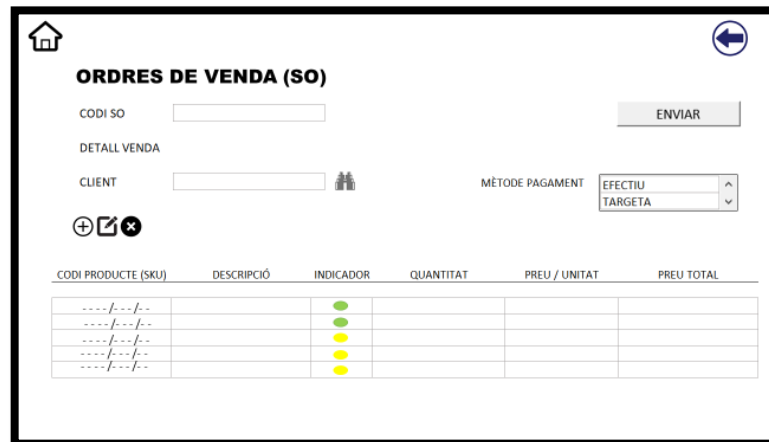 ORDRES DE VENDA (SO)
CODI SO
ENVIAR
DETALL VENDA
CLIENT
MÈTODE PAGAMENT
EFECTIU
TARGETA
CODI PRODUCTE (SKU) DESCRIPCIÓ INDICADOR QUANTITAT PREU / UNITAT PREU TOTAL
- - - - /- - - /- -
- - - - /- - - /- -
- - - - /- - - /- -
- - - - /- - - /- -
- - - - /- - - /- -